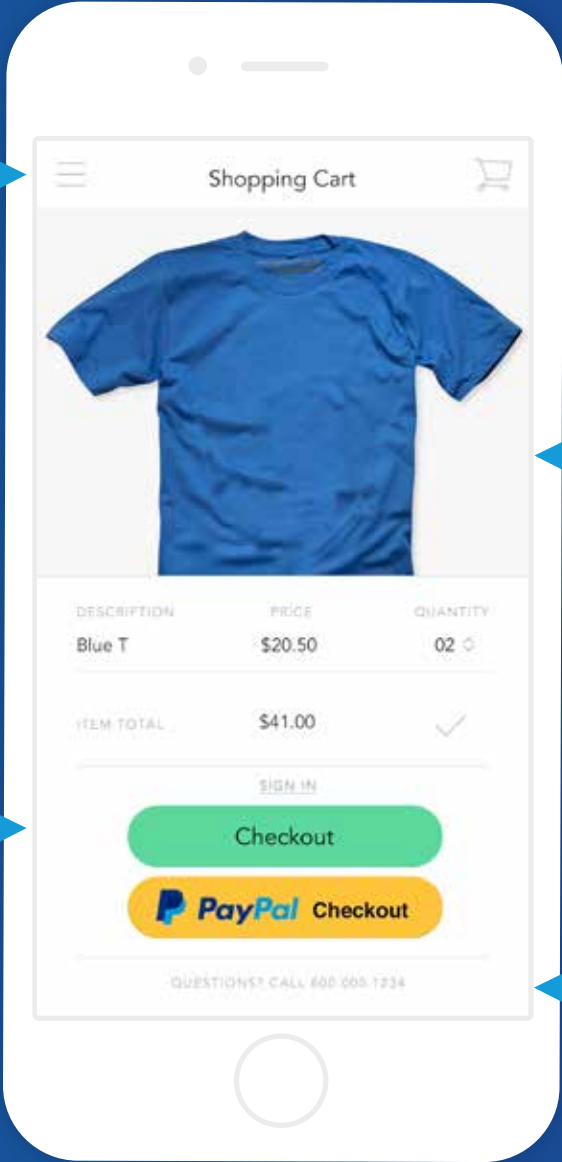 Shopping Cart
DESCRIPTION PRICE QUANTITY
Blue T $20.50 02
ITEM TOTAL $41.00
SIGN IN
Checkout
PayPal Checkout
QUESTIONS? CALL 800 000 1234